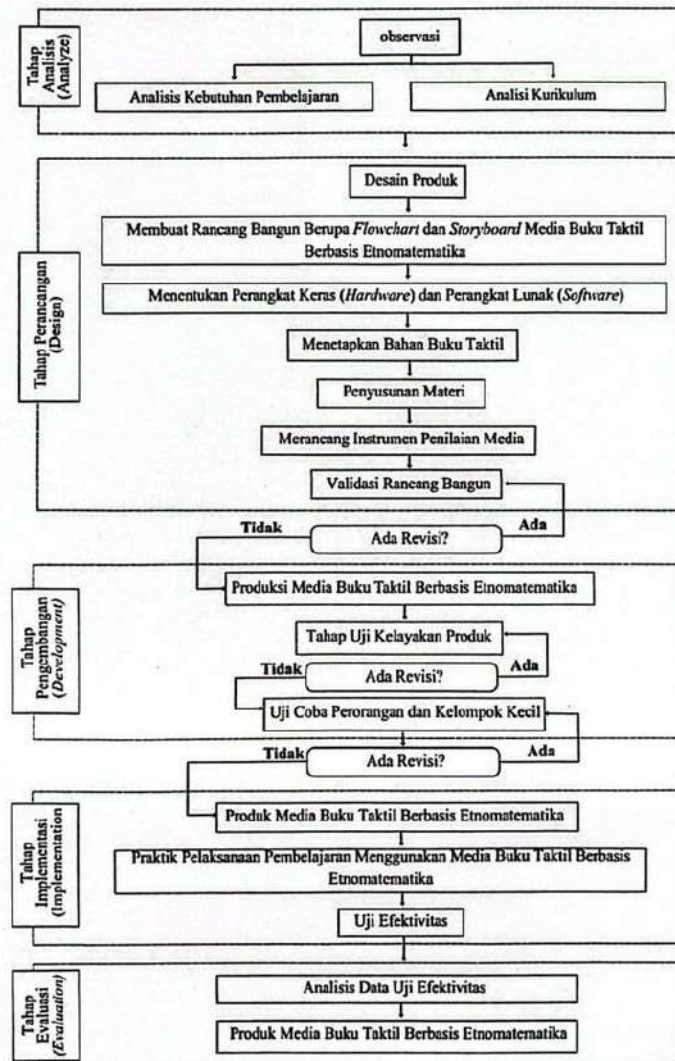 Tahap
Analisis
(Analyze)
observasi
Analisis Kebutuhan Pembelajaran
Analisi Kurikulum
Tahap Perancangan
(Design)
Desain Produk
Membuat Rancang Bangun Berupa Flowchart dan Storyboard Media Buku Taktil
Berbasis Etnomatematika
Menentukan Perangkat Keras (Hardware) dan Perangkat Lunak (Software)
Menetapkan Bahan Buku Taktil
Penyusunan Materi
Merancang Instrumen Penilaian Media
Validasi Rancang Bangun
Tidak
Ada Revisi?
Ada
Tahap
Pengembangan
(Development)
Produksi Media Buku Taktil Berbasis Etnomatematika
Tahap Uji Kelayakan Produk
Tidak
Ada Revisi?
Ada
Uji Coba Perorangan dan Kelompok Kecil
Tidak
Ada Revisi?
Ada
Tahap
Implementasi
(Implementation)
Produk Media Buku Taktil Berbasis Etnomatematika
Praktik Pelaksanaan Pembelajaran Menggunakan Media Buku Taktil Berbasis
Etnomatematika
Uji Efektivitas
Tahap
Evaluasi
(Evaluation)
Analisis Data Uji Efektivitas
Produk Media Buku Taktil Berbasis Etnomatematika